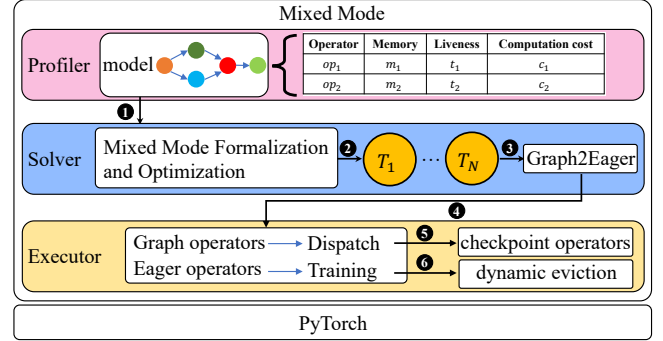 Mixed Mode
Profiler
model
Operator Memory Liveness Computation cost
op₁ m₁ t₁ c₁
op₂ m₂ t₂ c₂
1
Solver
Mixed Mode Formalization
and Optimization
2
T₁ ... T_N
3
Graph2Eager
4
Executor
Graph operators → Dispatch
Eager operators → Training
5
checkpoint operators
6
dynamic eviction
PyTorch